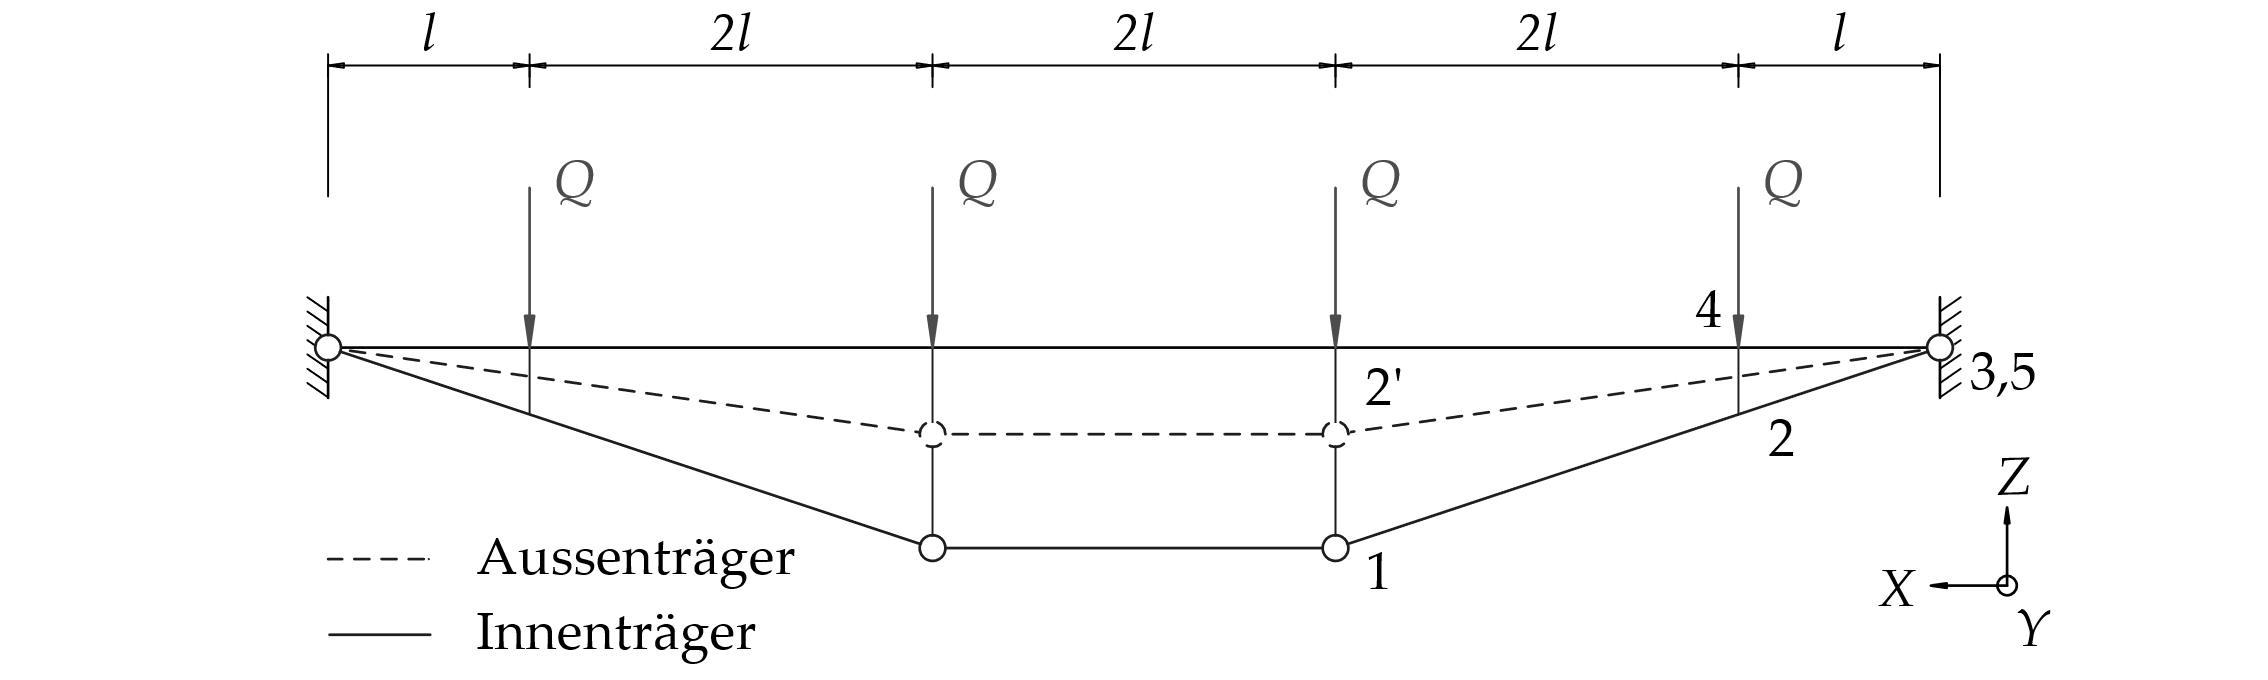 l 2l 2l 2l l
Q Q Q Q
4
3,5
2'
2
1
Z
X
Y
Aussenträger
Innenträger